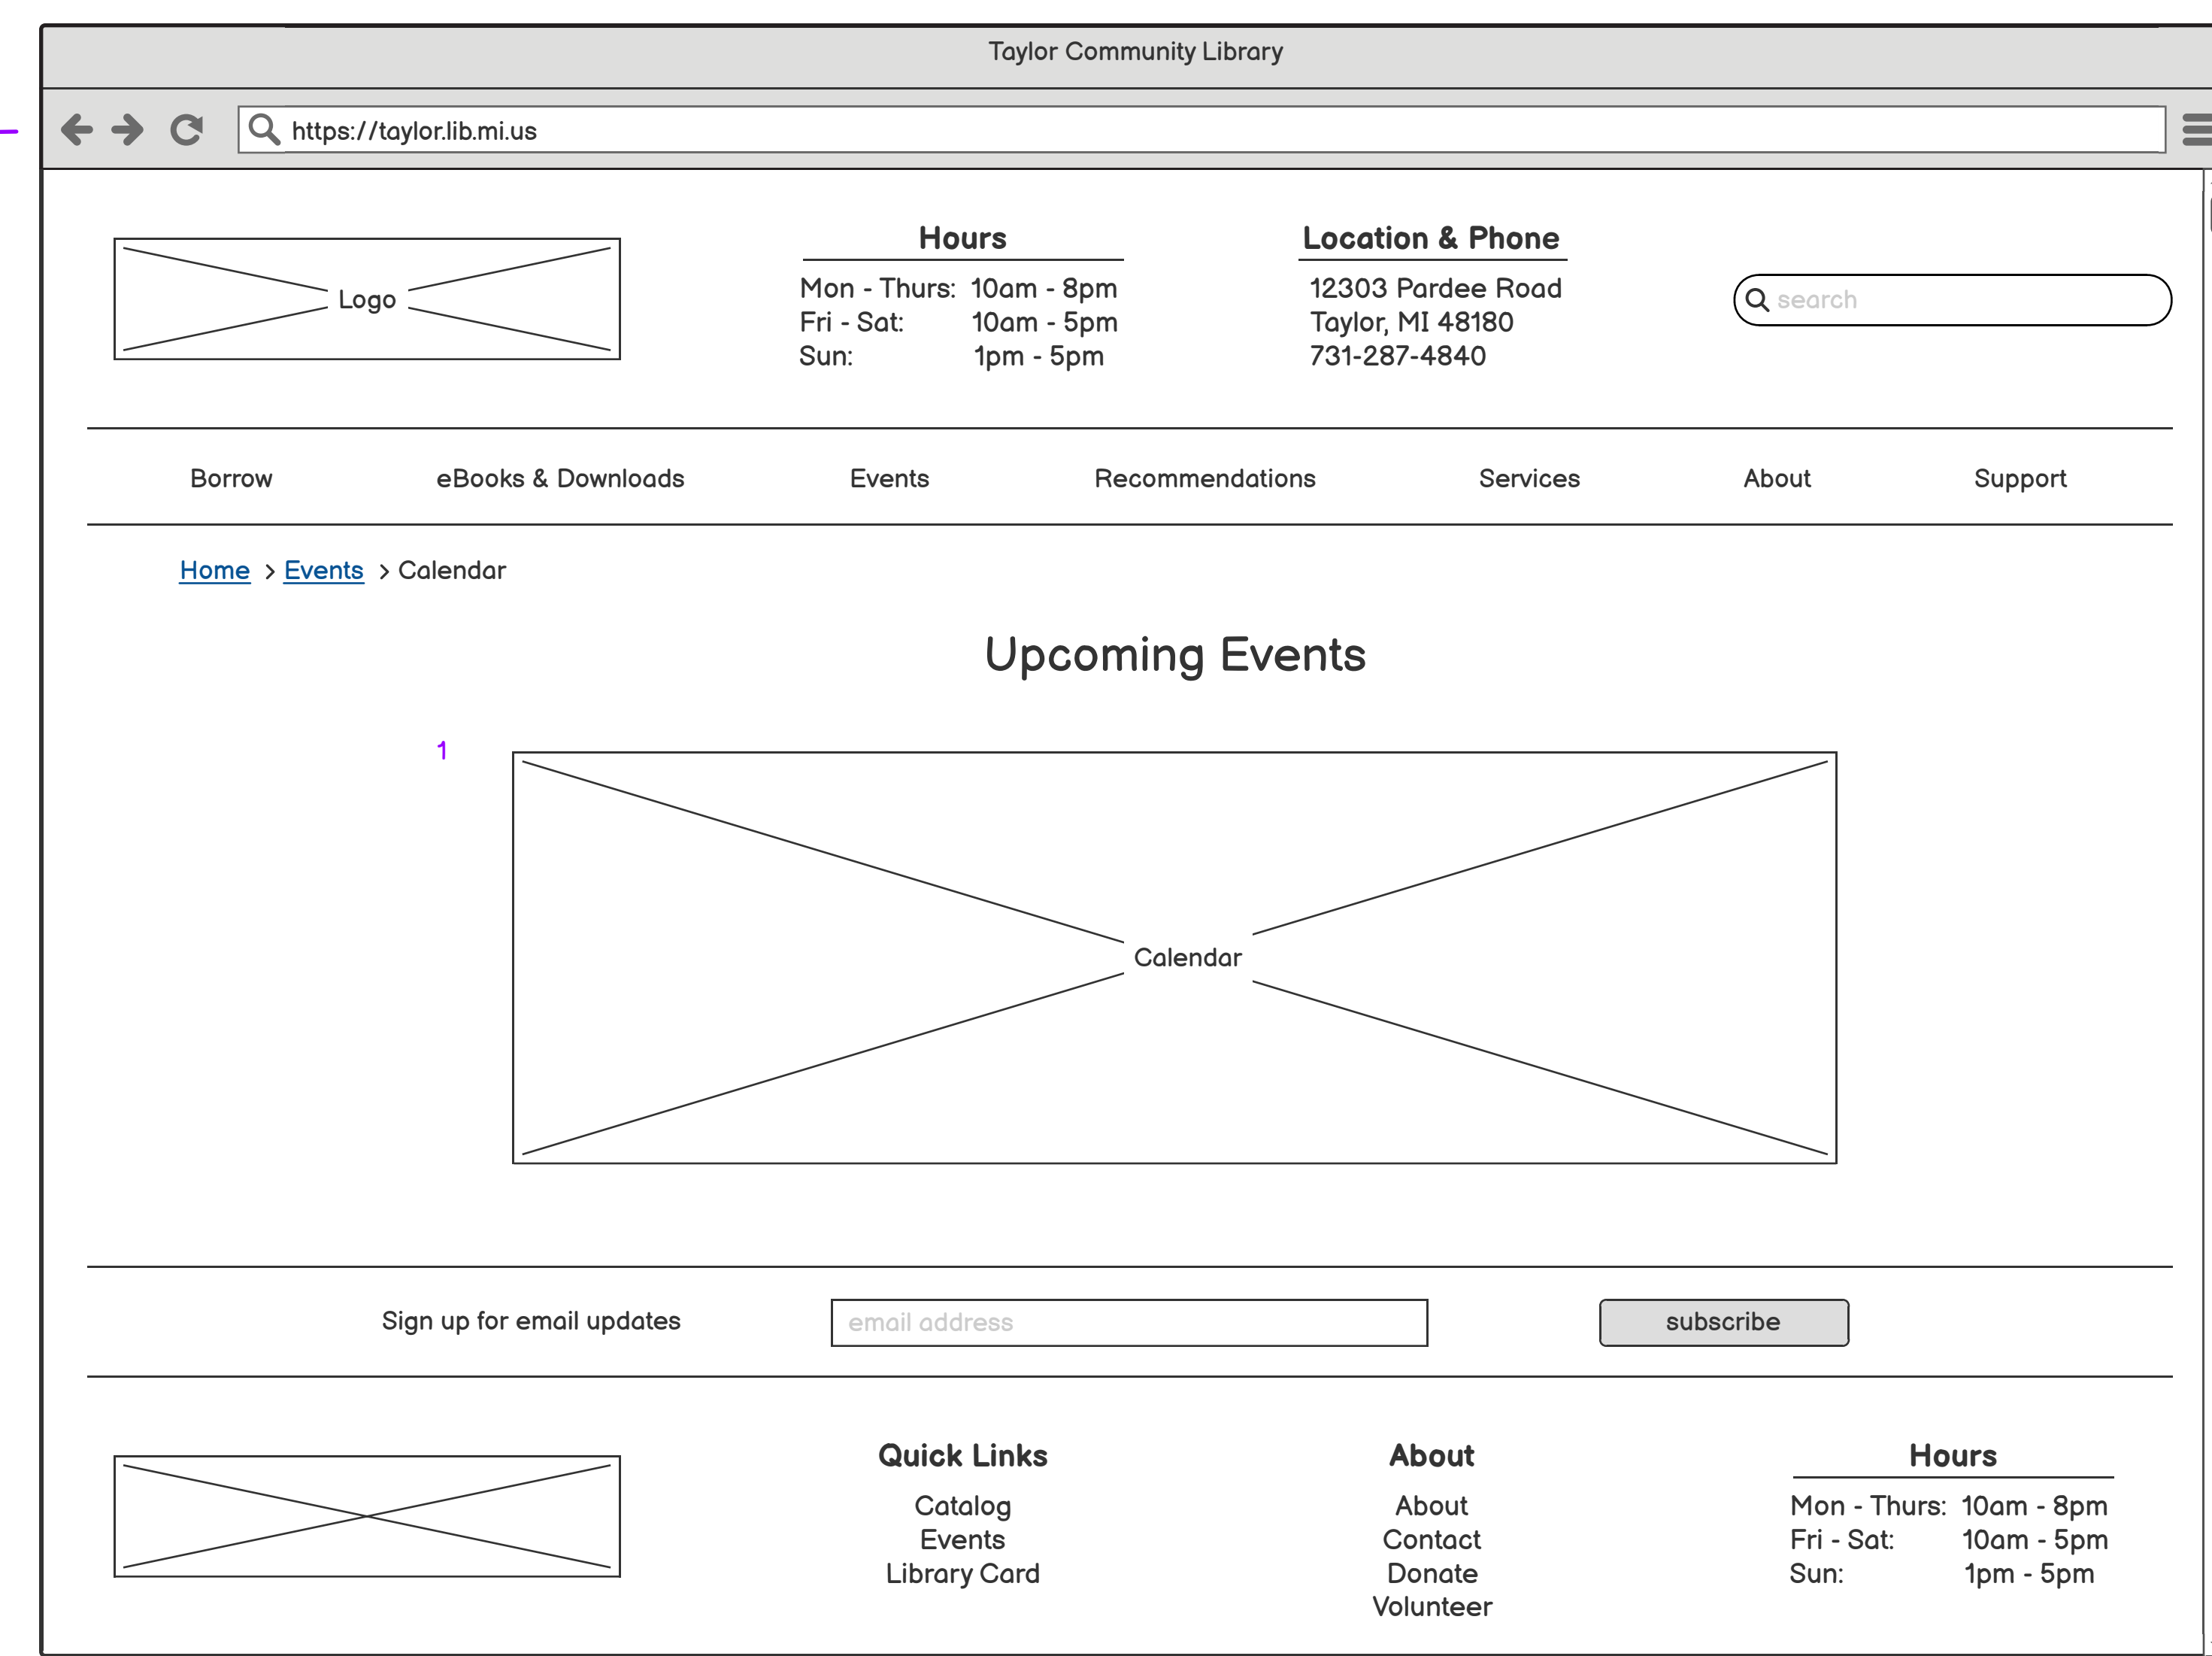 Taylor Community Library
https://taylor.lib.mi.us
Logo
Hours
Mon - Thurs: 10am - 8pm
Fri - Sat: 10am - 5pm
Sun: 1pm - 5pm
Location & Phone
12303 Pardee Road
Taylor, MI 48180
731-287-4840
search
Borrow eBooks & Downloads Events Recommendations Services About Support
Home > Events > Calendar
Upcoming Events
1
Calendar
Sign up for email updates email address subscribe
Quick Links
Catalog
Events
Library Card
About
About
Contact
Donate
Volunteer
Hours
Mon - Thurs: 10am - 8pm
Fri - Sat: 10am - 5pm
Sun: 1pm - 5pm